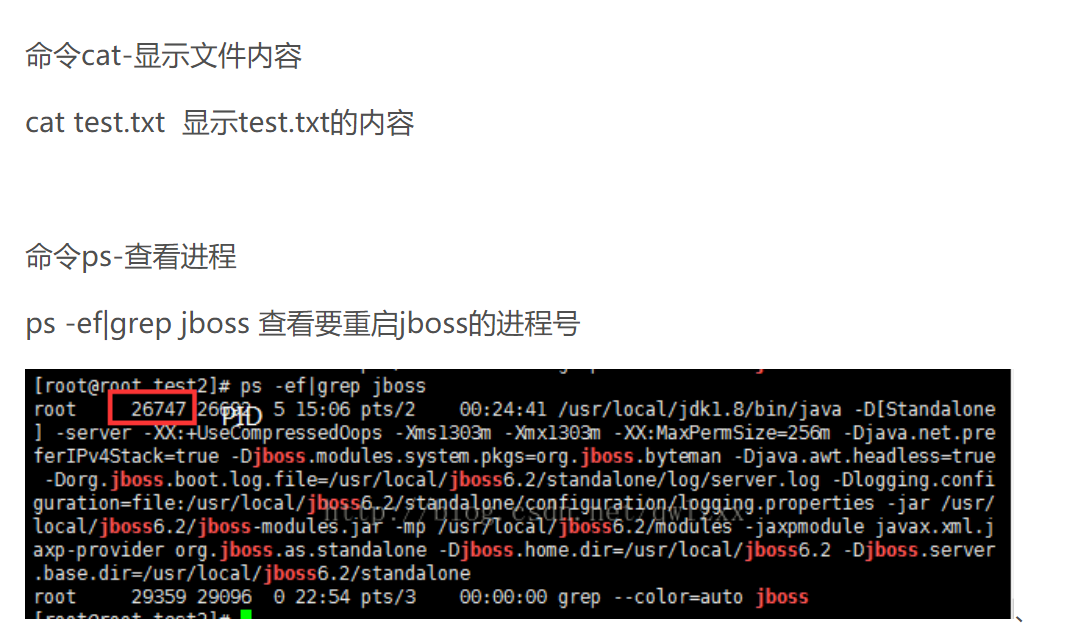 命令cat-显示文件内容
cat test.txt 显示test.txt的内容
命令ps-查看进程
ps -ef|grep jboss 查看要重启jboss的进程号
[root@root test2]# ps -ef|grep jboss
root 26747 26692 5 15:06 pts/2 00:24:41 /usr/local/jdk1.8/bin/java -D[Standalone
PID
] -server -XX:+UseCompressedOops -Xms1303m -Xmx1303m -XX:MaxPermSize=256m -Djava.net.pre
ferIPv4Stack=true -Djboss.modules.system.pkgs=org.jboss.byteman -Djava.awt.headless=true
-Dorg.jboss.boot.log.file=/usr/local/jboss6.2/standalone/log/server.log -Dlogging.confi
guration=file:/usr/local/jboss6.2/standalone/configuration/logging.properties -jar /usr/
local/jboss6.2/jboss-modules.jar -mp /usr/local/jboss6.2/modules -jaxpmodule javax.xml.j
axp-provider org.jboss.as.standalone -Djboss.home.dir=/usr/local/jboss6.2 -Djboss.server
.base.dir=/usr/local/jboss6.2/standalone
root 29359 29096 0 22:54 pts/3 00:00:00 grep --color=auto jboss
[root@root test2]#